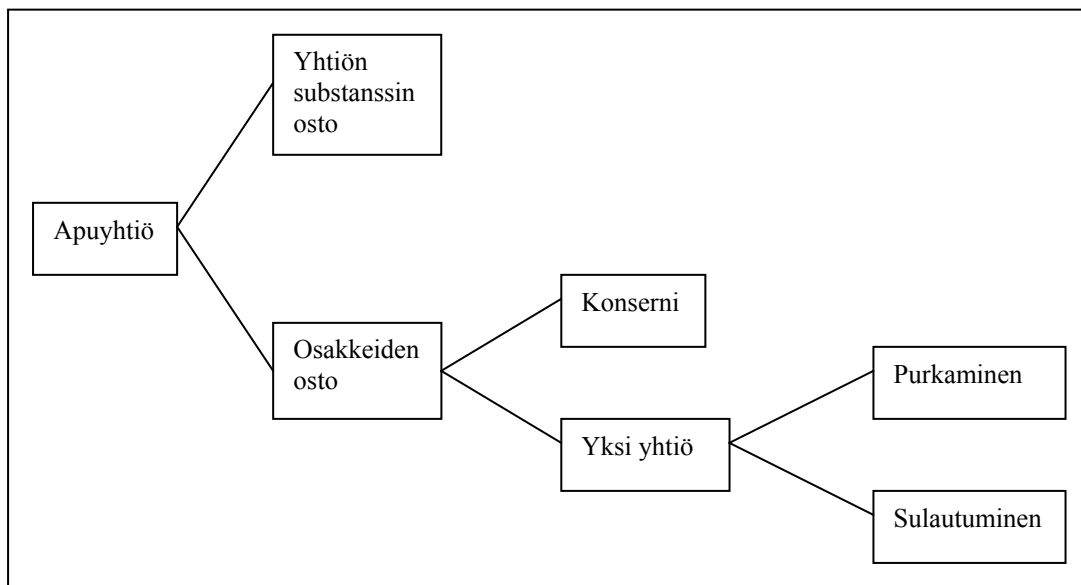 Yhtiön
substanssin
osto
Apuyhtiö
Osakkeiden
osto
Konserni
Yksi yhtiö
Purkaminen
Sulautuminen